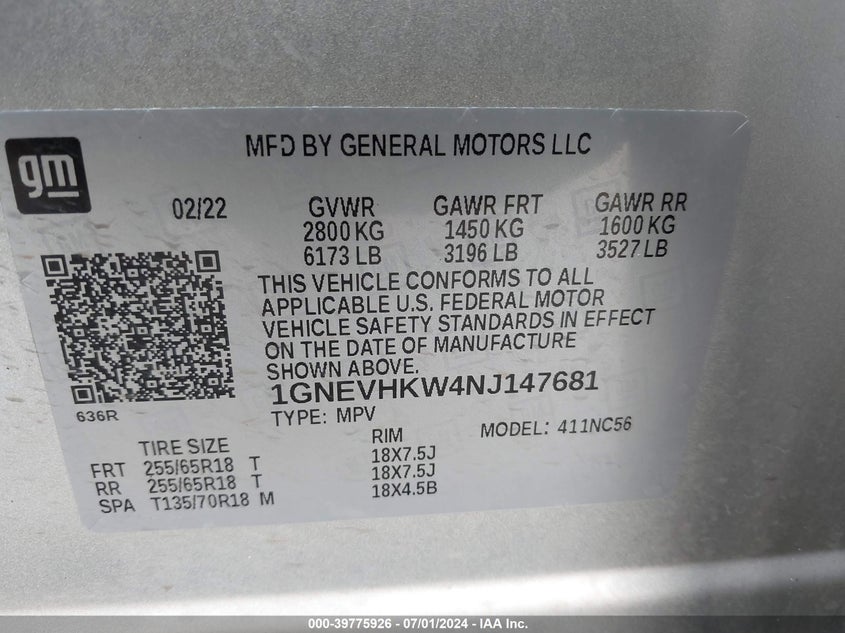 gm
MFD BY GENERAL MOTORS LLC
02/22 GVWR GAWR FRT GAWR RR
2800 KG 1450 KG 1600 KG
6173 LB 3196 LB 3527 LB
THIS VEHICLE CONFORMS TO ALL
APPLICABLE U.S. FEDERAL MOTOR
VEHICLE SAFETY STANDARDS IN EFFECT
ON THE DATE OF MANUFACTURE
SHOWN ABOVE.
1GNEVHKW4NJ147681
636R
TYPE: MPV MODEL: 411NC56
TIRE SIZE RIM
FRT 255/65R18 T 18X7.5J
RR 255/65R18 T 18X7.5J
SPA T135/70R18 M 18X4.5B
000-39775926 - 07/01/2024 - IAA Inc.